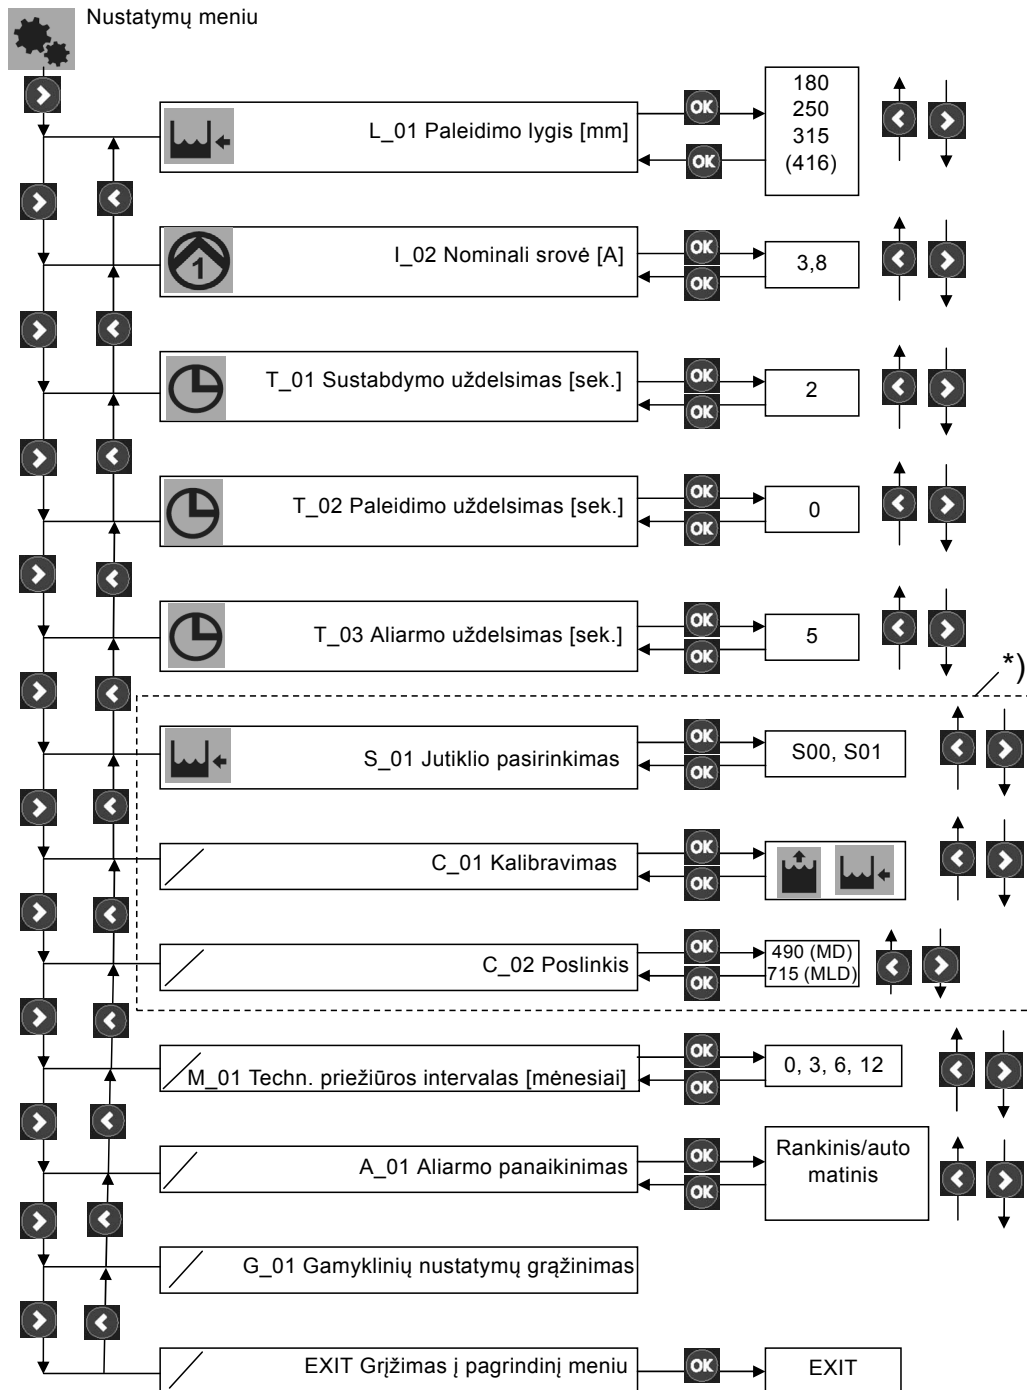 Nustatymų meniu
L_01 Paleidimo lygis [mm]
OK
OK
180
250
315
(416)
1
I_02 Nominali srovė [A]
OK
OK
3,8
T_01 Sustabdymo uždelsimas [sek.]
OK
OK
2
T_02 Paleidimo uždelsimas [sek.]
OK
OK
0
T_03 Aliarmo uždelsimas [sek.]
OK
OK
5
*)
S_01 Jutiklio pasirinkimas
OK
OK
S00, S01
C_01 Kalibravimas
OK
OK
C_02 Poslinkis
OK
OK
490 (MD)
715 (MLD)
M_01 Techn. priežiūros intervalas [mėnesiai]
OK
OK
0, 3, 6, 12
A_01 Aliarmo panaikinimas
OK
OK
Rankinis/auto
matinis
G_01 Gamyklinių nustatymų grąžinimas
EXIT Grįžimas į pagrindinį meniu
OK
EXIT